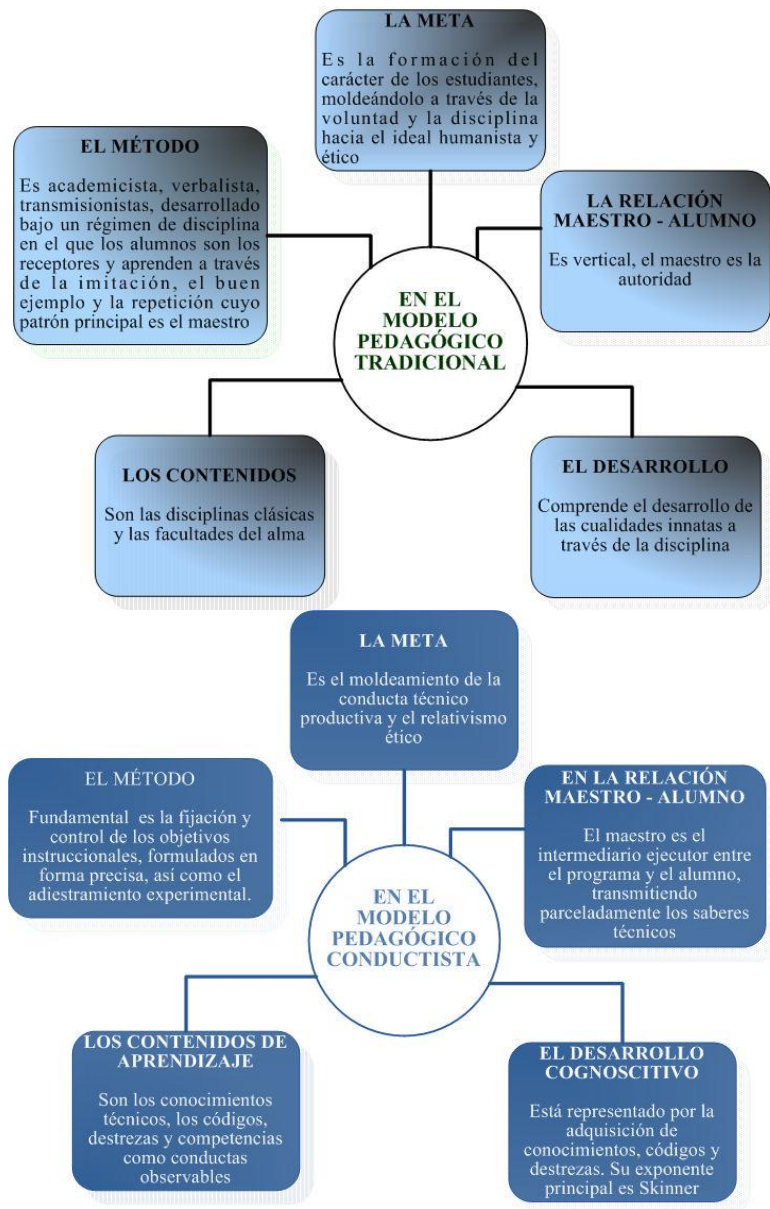 LA META
Es la formación del
carácter de los estudiantes,
moldeándolo a través de la
voluntad y la disciplina
hacia el ideal humanista y
ético
EL MÉTODO
Es academicista, verbalista,
transmisionistas, desarrollado
bajo un régimen de disciplina
en el que los alumnos son los
receptores y aprenden a través
de la imitación, el buen
ejemplo y la repetición cuyo
patrón principal es el maestro
LA RELACIÓN
MAESTRO - ALUMNO
Es vertical, el maestro es la
autoridad
EN EL
MODELO
PEDAGÓGICO
TRADICIONAL
LOS CONTENIDOS
Son las disciplinas clásicas
y las facultades del alma
EL DESARROLLO
Comprende el desarrollo de
las cualidades innatas a
través de la disciplina
LA META
Es el moldeamiento de la
conducta técnico
productiva y el relativismo
ético
EL MÉTODO
Fundamental es la fijación y
control de los objetivos
instruccionales, formulados en
forma precisa, así como el
adiestramiento experimental.
EN LA RELACIÓN
MAESTRO - ALUMNO
El maestro es el
intermediario ejecutor entre
el programa y el alumno,
transmitiendo
parceladamente los saberes
técnicos
EN EL
MODELO
PEDAGÓGICO
CONDUCTISTA
LOS CONTENIDOS DE
APRENDIZAJE
Son los conocimientos
técnicos, los códigos,
destrezas y competencias
como conductas
observables
EL DESARROLLO
COGNOSCITIVO
Está representado por la
adquisición de
conocimientos, códigos y
destrezas. Su exponente
principal es Skinner